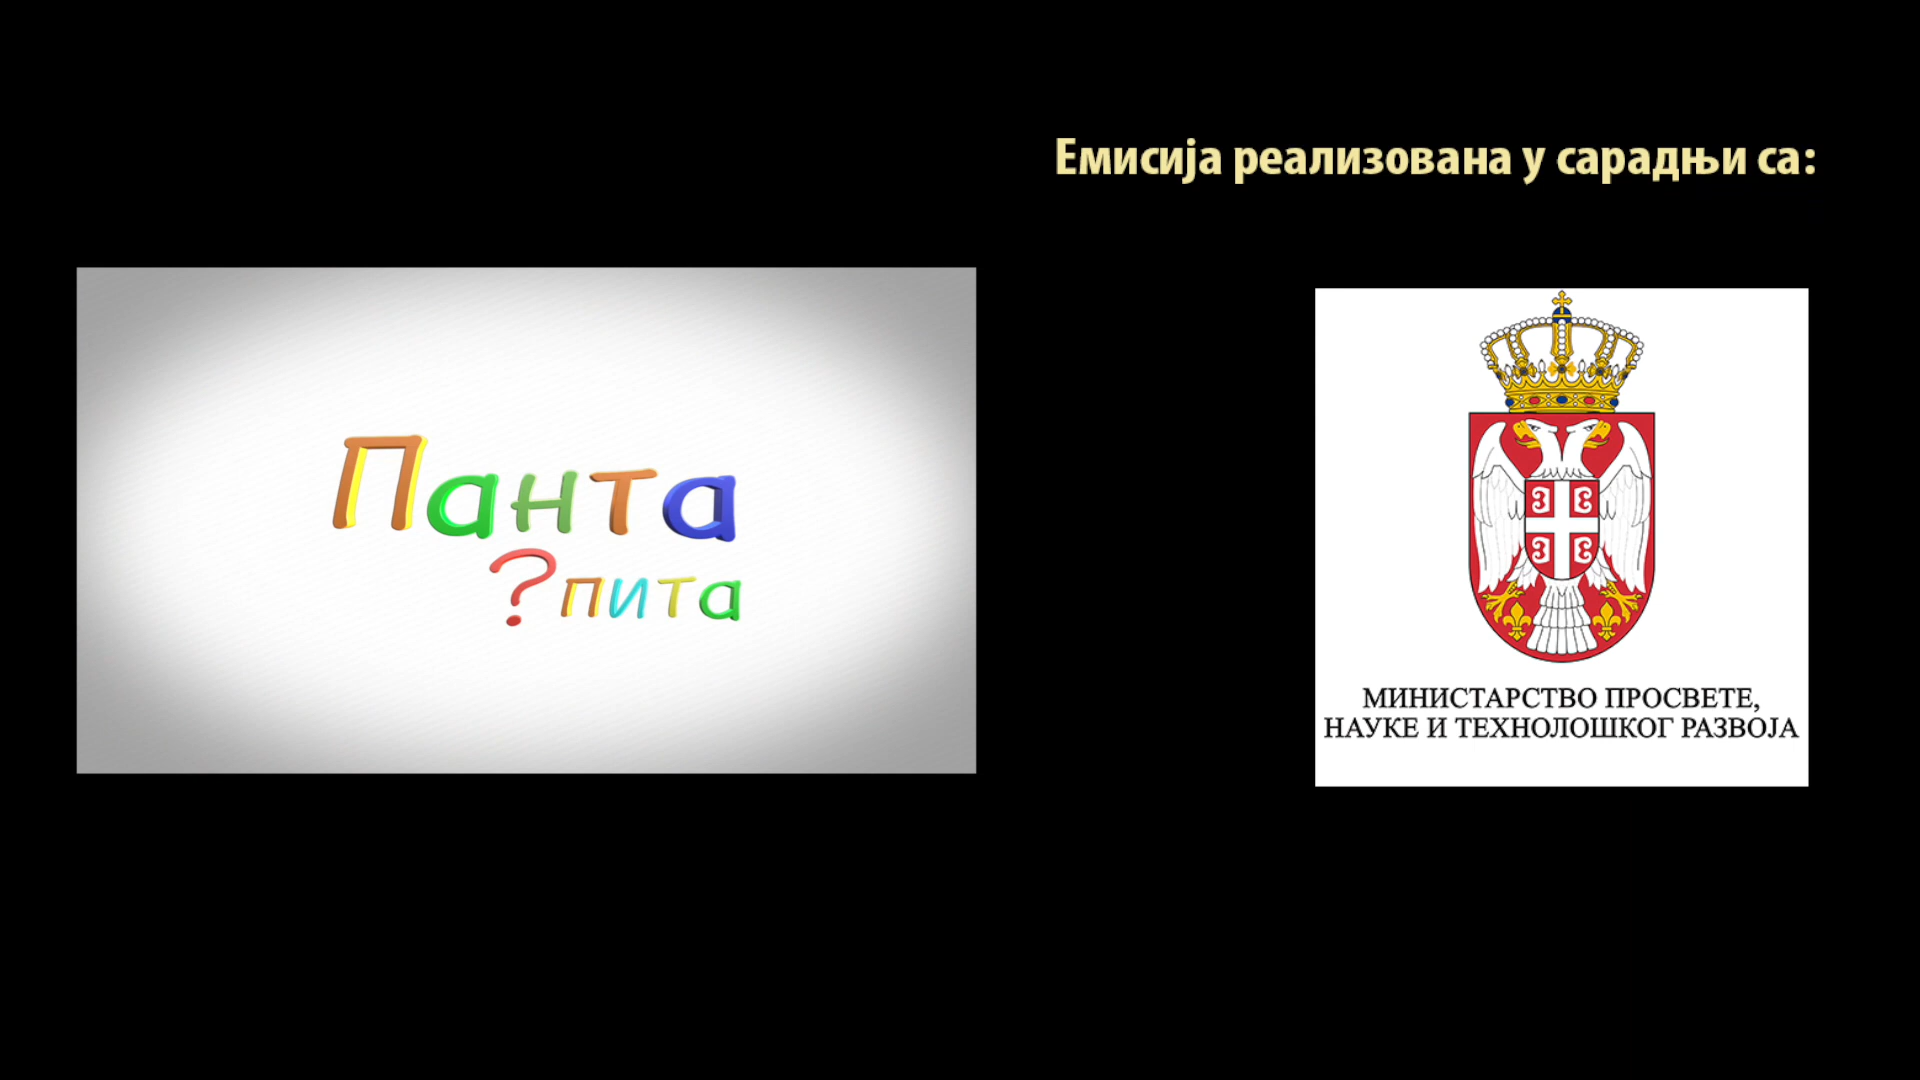 Емисија реализована у сарадњи са:
Панта
?пита
МИНИСТАРСТВО ПРОСВЕТЕ,
НАУКЕ И ТЕХНОЛОШКОГ РАЗВОЈА